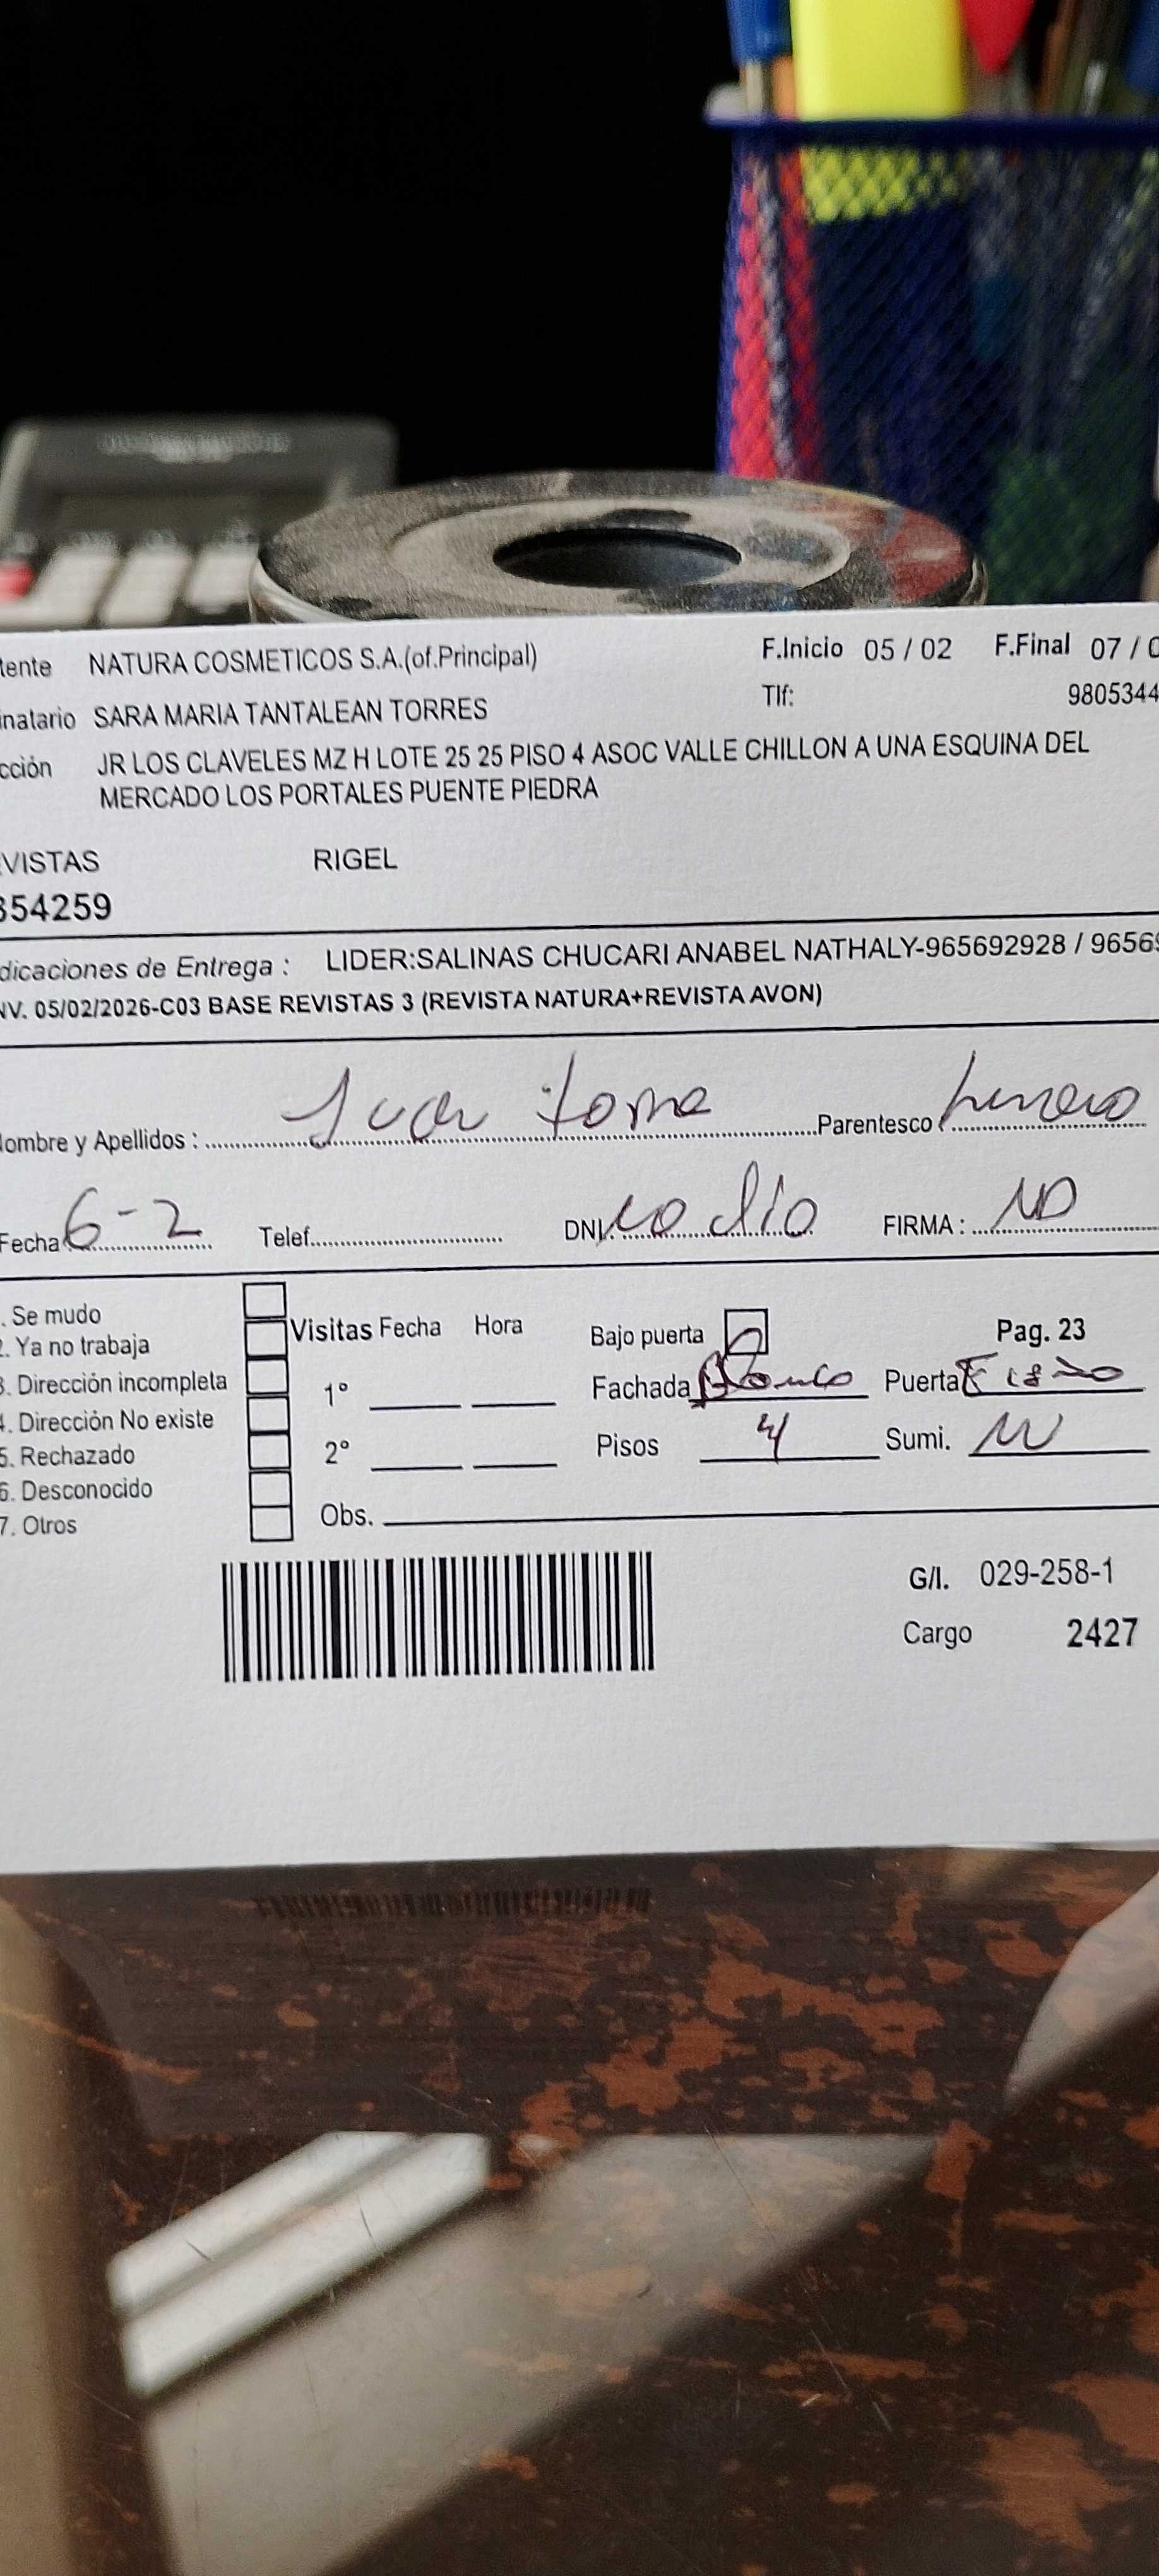 tente NATURA COSMETICOS S.A.(of.Principal) F.Inicio 05 / 02 F.Final 07 / 0
inatario SARA MARIA TANTALEAN TORRES Tlf: 9805344
cción JR LOS CLAVELES MZ H LOTE 25 25 PISO 4 ASOC VALLE CHILLON A UNA ESQUINA DEL
MERCADO LOS PORTALES PUENTE PIEDRA
VISTAS RIGEL
354259
dicaciones de Entrega : LIDER:SALINAS CHUCARI ANABEL NATHALY-965692928 / 9656
NV. 05/02/2026-C03 BASE REVISTAS 3 (REVISTA NATURA+REVISTA AVON)
Nombre y Apellidos : Juan Parentesco :
Fecha 6-2 Telef. DNI. no dio FIRMA :
. Se mudo
2. Ya no trabaja Visitas Fecha Hora Bajo puerta Pag. 23
3. Dirección incompleta 1° Fachada Blanco Puerta
4. Dirección No existe
5. Rechazado 2° Pisos 4 Sumi.
6. Desconocido
7. Otros Obs.
G/I. 029-258-1
Cargo 2427